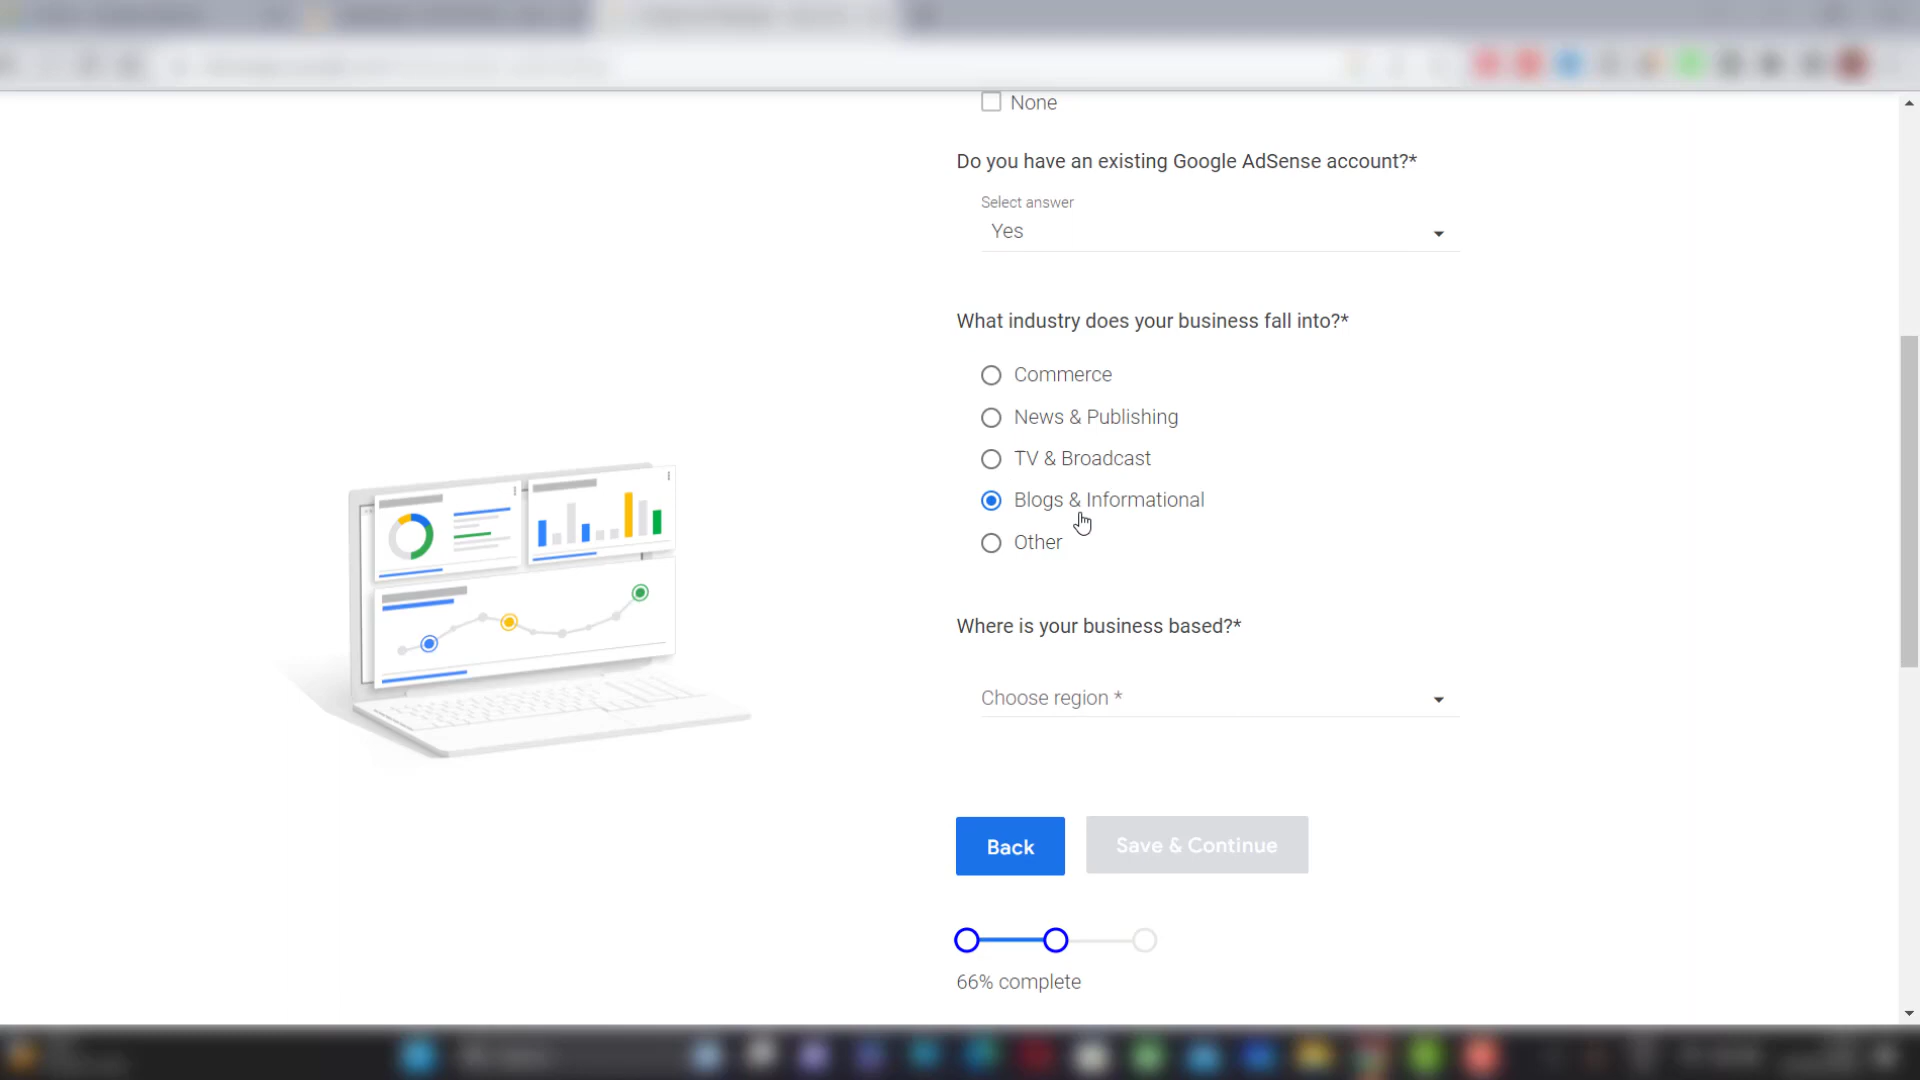 None
Do you have an existing Google AdSense account?*
Select answer
Yes
What industry does your business fall into?*
Commerce
News & Publishing
TV & Broadcast
Blogs & Informational
Other
Where is your business based?*
Choose region *
Back
Save & Continue
66% complete